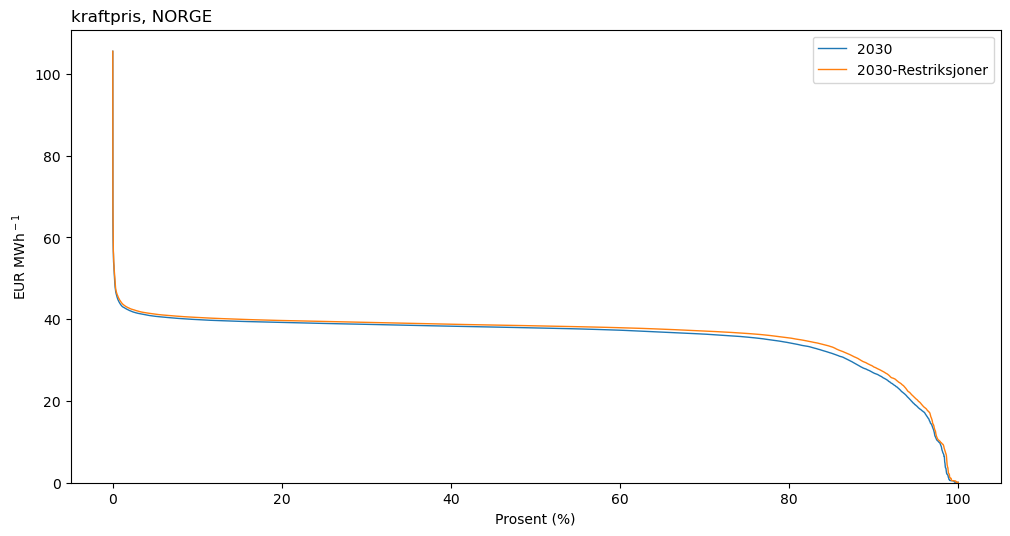 kraftpris, NORGE
2030
2030-Restriksjoner
100
80
60
40
20
0
EUR MWh⁻¹
0 20 40 60 80 100
Prosent (%)